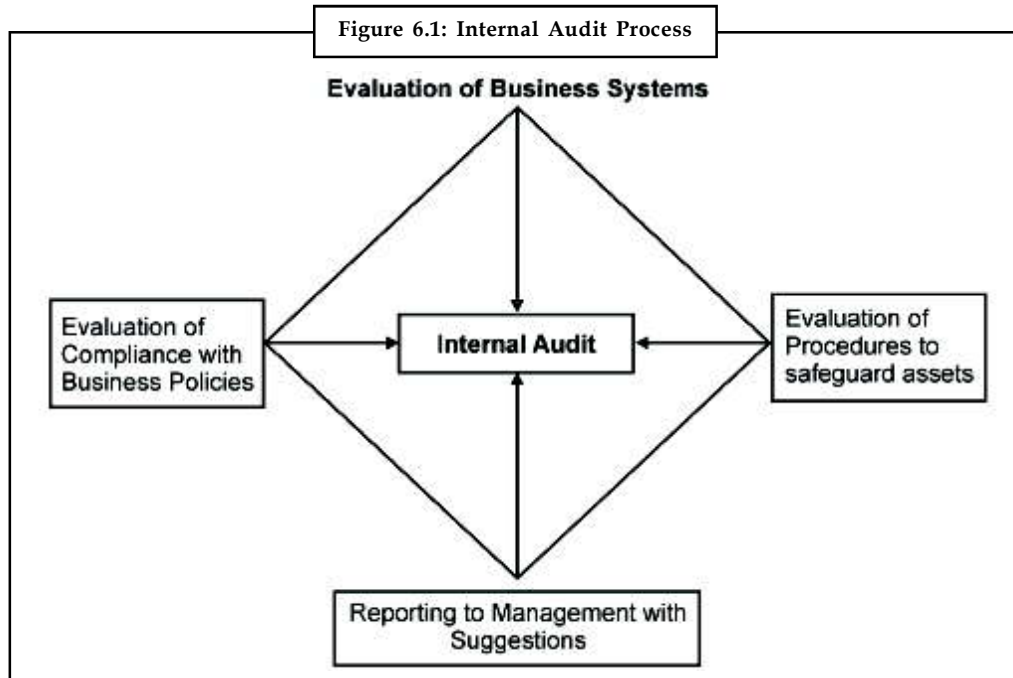 Figure 6.1: Internal Audit Process
Evaluation of Business Systems
Evaluation of
Compliance with
Business Policies
Internal Audit
Evaluation of
Procedures to
safeguard assets
Reporting to Management with
Suggestions